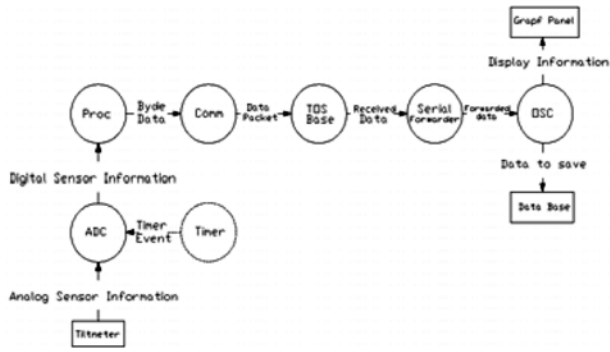 Grapf Panel
Display Information
Proc
Byde
Data
Comm
Data
Packet
TOS
Base
Received
Data
Serial
Forwarder
Forwarded
data
OSC
Data to save
Data Base
Digital Sensor Information
ADC
Timer
Event
Timer
Analog Sensor Information
Tiltmeter